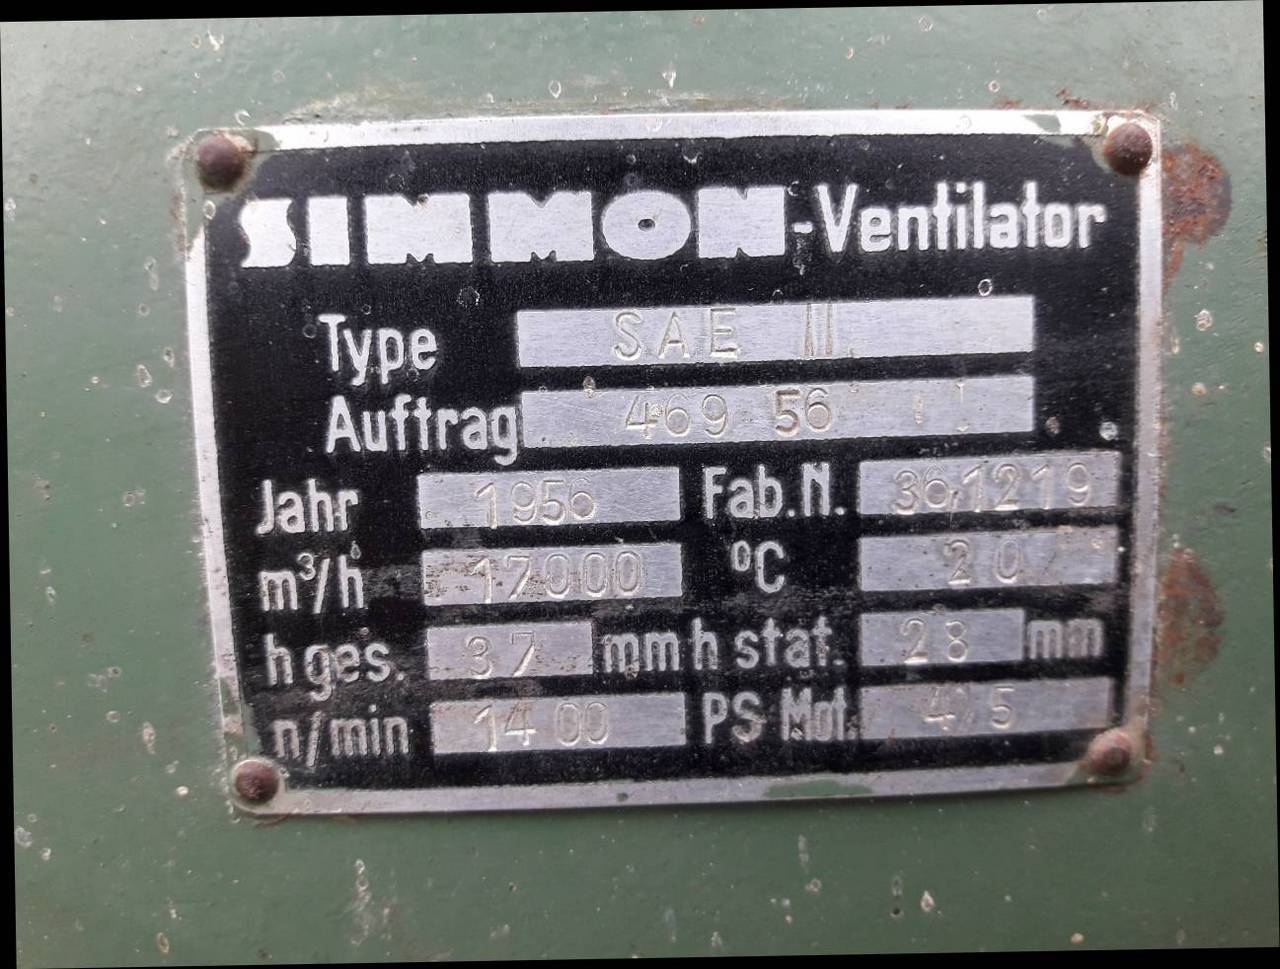 SIMMON-Ventilator
Type SAE II
Auftrag 469 56
Jahr 1956 Fab.N. 361219
m³/h 17000 °C 20
h ges. 37 mm h stat. 28 mm
n/min 1400 PS Mot. 4,5